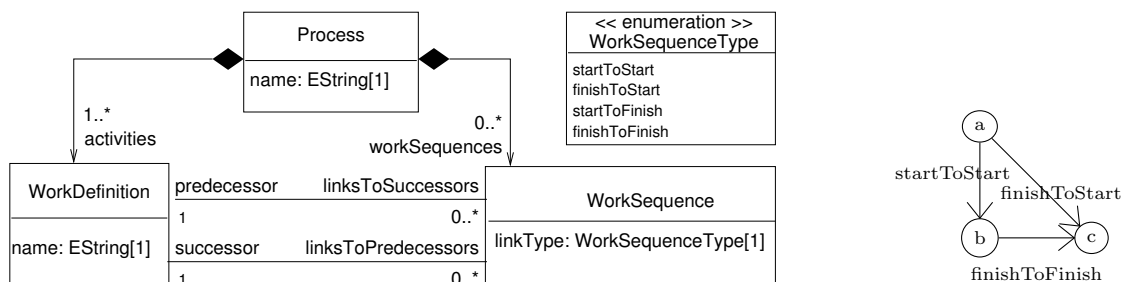 Process
name: EString[1]
<< enumeration >>
WorkSequenceType
startToStart
finishToStart
startToFinish
finishToFinish
1..*
activities
0..*
workSequences
WorkDefinition
name: EString[1]
predecessor
linksToSuccessors
1
0..*
successor
linksToPredecessors
1
0..*
WorkSequence
linkType: WorkSequenceType[1]
a
startToStart
finishToStart
b
c
finishToFinish